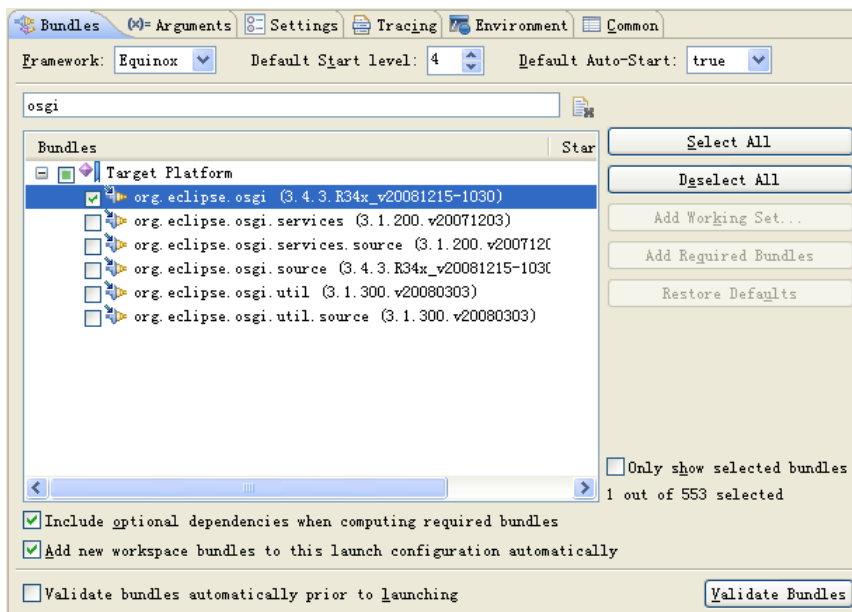 Bundles (x)= Arguments Settings Tracing Environment Common
Framework: Equinox Default Start level: 4 Default Auto-Start: true
osgi
Bundles Star
Select All
Target Platform
Deselect All
org.eclipse.osgi (3.4.3.R34x_v20081215-1030)
org.eclipse.osgi.services (3.1.200.v20071203)
Add Working Set...
org.eclipse.osgi.services.source (3.1.200.v200712
Add Required Bundles
org.eclipse.osgi.source (3.4.3.R34x_v20081215-103
org.eclipse.osgi.util (3.1.300.v20080303)
Restore Defaults
org.eclipse.osgi.util.source (3.1.300.v20080303)
Only show selected bundles
1 out of 553 selected
Include optional dependencies when computing required bundles
Add new workspace bundles to this launch configuration automatically
Validate bundles automatically prior to launching
Validate Bundles